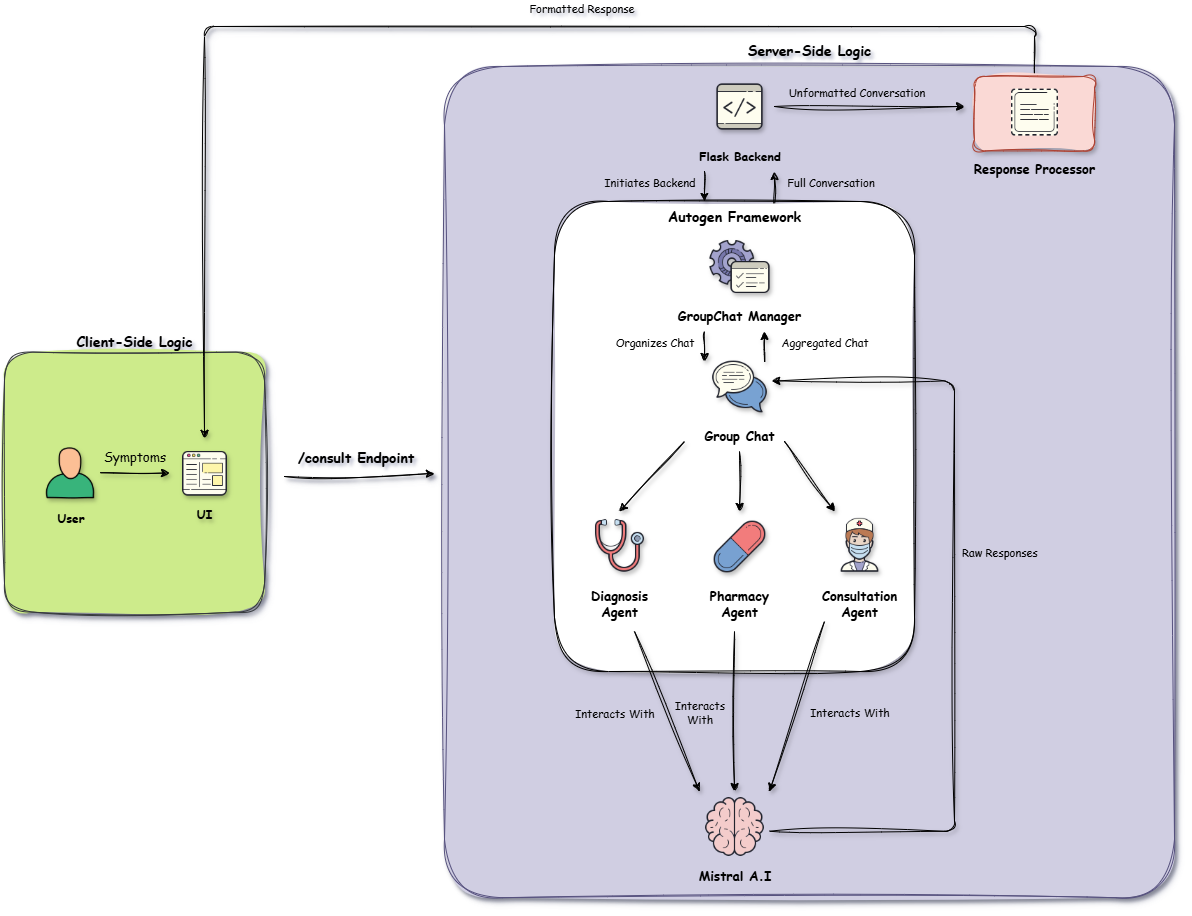 Formatted Response
Server-Side Logic
</>
Unformatted Conversation
Flask Backend
Response Processor
Initiates Backend
Full Conversation
Autogen Framework
GroupChat Manager
Organizes Chat
Aggregated Chat
Group Chat
Client-Side Logic
Symptoms
User
UI
/consult Endpoint
Diagnosis
Agent
Pharmacy
Agent
Consultation
Agent
Raw Responses
Interacts With
Interacts
With
Interacts With
Mistral A.I